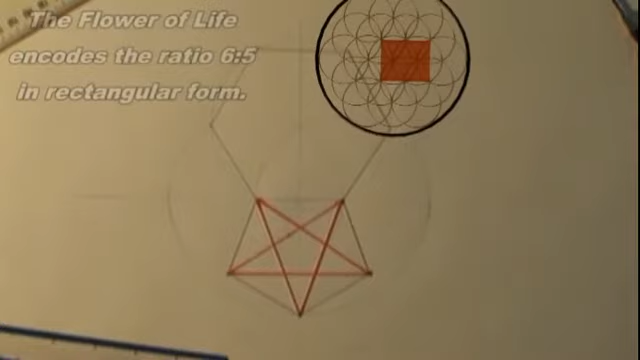 The Flower of Life
encodes the ratio 6:5
in rectangular form.